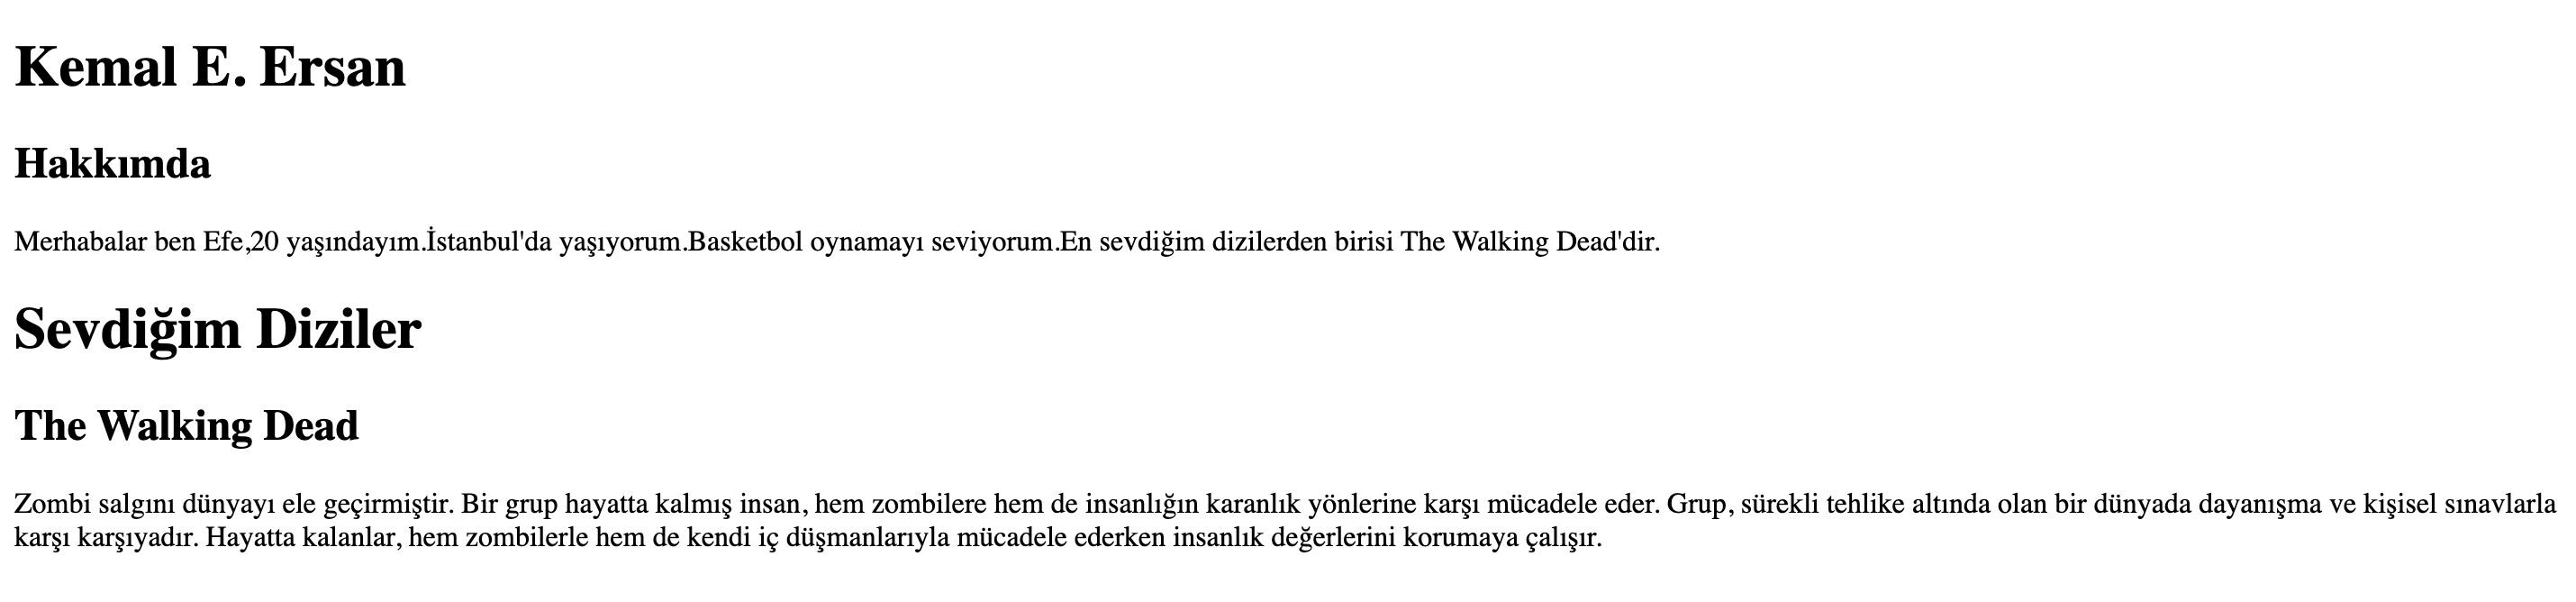 Kemal E. Ersan
Hakkımda
Merhabalar ben Efe,20 yaşındayım.İstanbul'da yaşıyorum.Basketbol oynamayı seviyorum.En sevdiğim dizilerden birisi The Walking Dead'dir.
Sevdiğim Diziler
The Walking Dead
Zombi salgını dünyayı ele geçirmiştir. Bir grup hayatta kalmış insan, hem zombilere hem de insanlığın karanlık yönlerine karşı mücadele eder. Grup, sürekli tehlike altında olan bir dünyada dayanışma ve kişisel sınavlarla
karşı karşıyadır. Hayatta kalanlar, hem zombilerle hem de kendi iç düşmanlarıyla mücadele ederken insanlık değerlerini korumaya çalışır.